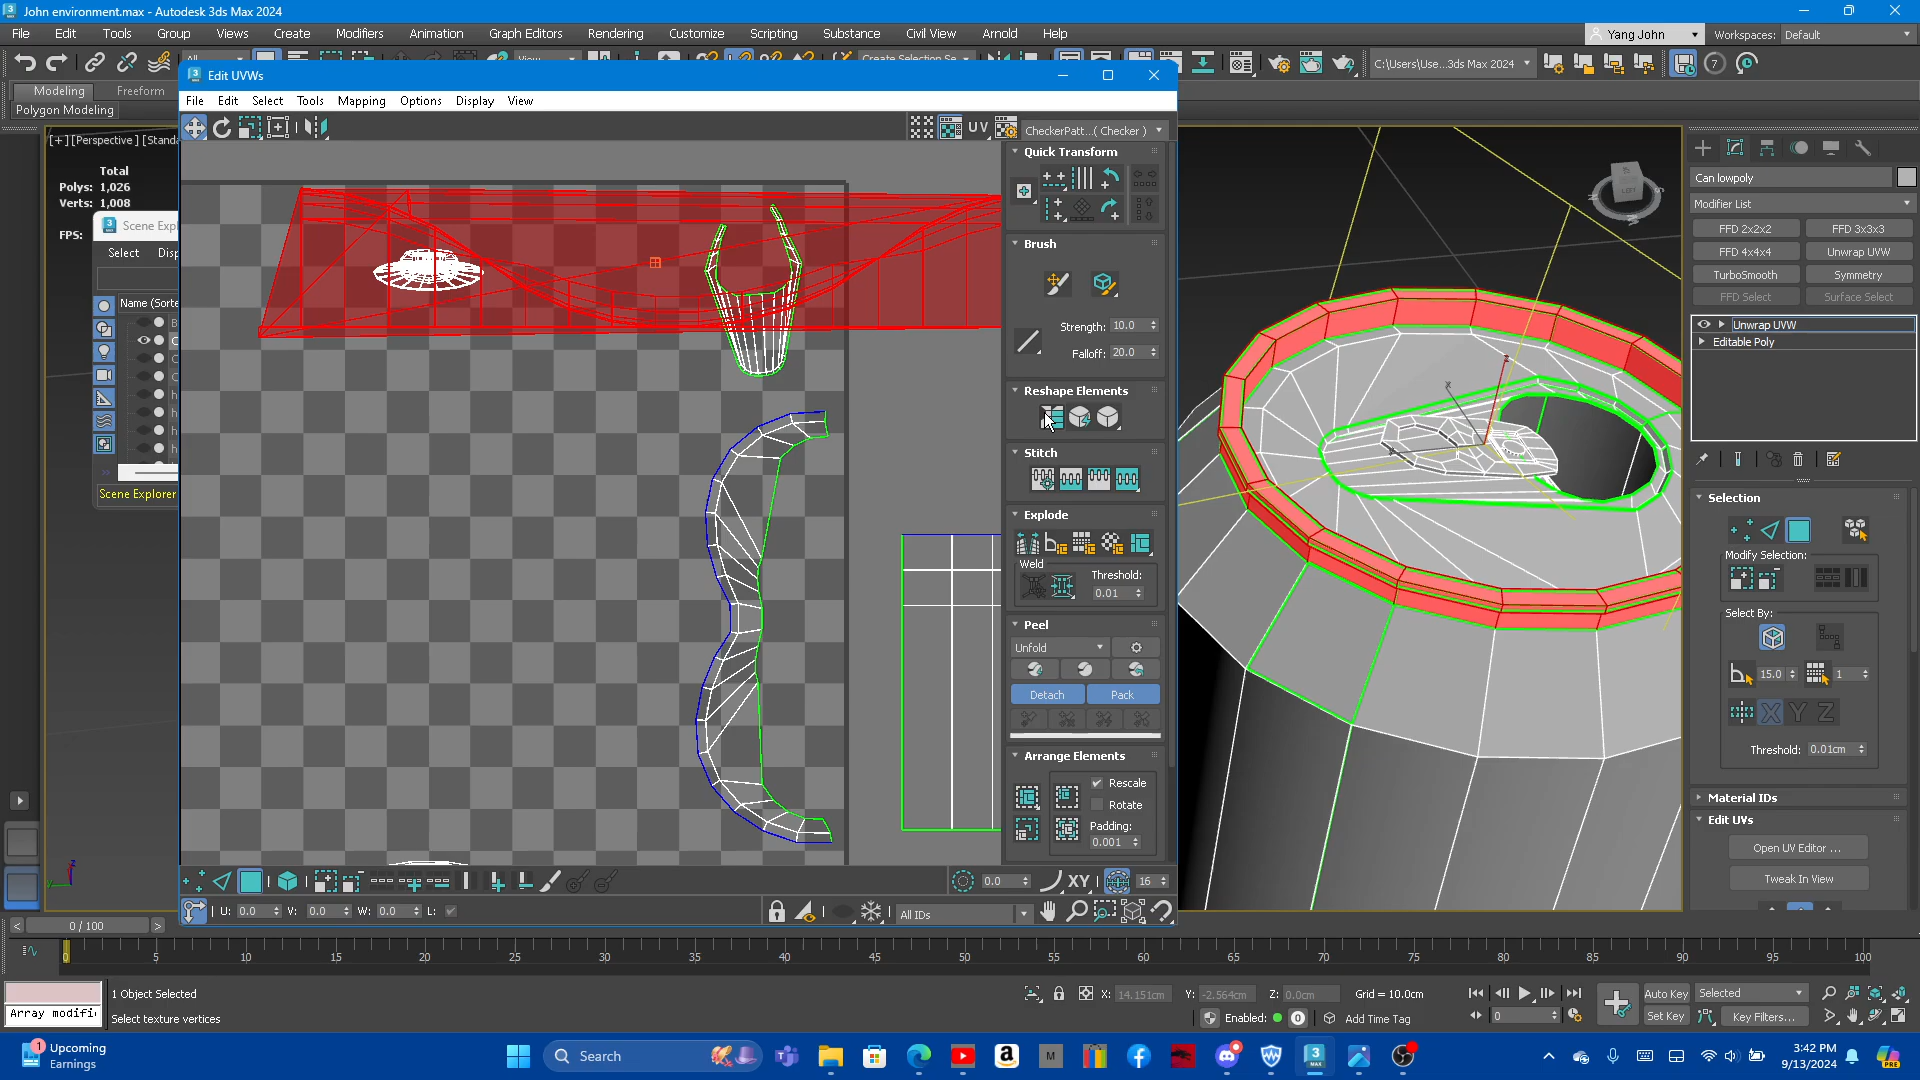 John environment.max - Autodesk 3ds Max 2024
File Edit Tools Group Views Create Modifiers Animation Graph Editors Rendering Customize Scripting Substance Civil View Arnold Help
Yang John
Workspaces: Default
C:\Users\Use...3ds Max 2024
7
Modeling Freeform
Polygon Modeling
[+] [Perspective] [Standa
Total
Polys: 1,026
Verts: 1,008
FPS:
Scene Exp
Select Disp
Name (Sorte
Scene Explorer
Edit UVWs
File Edit Select Tools Mapping Options Display View
UV CheckerPatt...( Checker )
Quick Transform
Brush
Strength: 10.0
Falloff: 20.0
Reshape Elements
Stitch
Explode
Weld
Threshold:
0.01
Peel
Unfold
Detach Pack
Arrange Elements
Rescale
Rotate
Padding:
0.001
0.0 XY 16
U: 0.0 V: 0.0 W: 0.0 L:
All IDs
LEFT
Can lowpoly
Modifier List
FFD 2x2x2 FFD 3x3x3
FFD 4x4x4 Unwrap UVW
TurboSmooth Symmetry
FFD Select Surface Select
Unwrap UVW
Editable Poly
Selection
Modify Selection:
Select By:
15.0 1
X Y Z
Threshold: 0.01cm
Material IDs
Edit UVs
Open UV Editor ...
Tweak In View
< 0 / 100 >
0 5 10 15 20 25 30 35 40 45 50 55 60 65 70 75 80 85 90 95 100
1 Object Selected
Array modifi
Select texture vertices
X: 14.151cm Y: -2.564cm Z: 0.0cm Grid = 10.0cm
Enabled: 0 Add Time Tag
0
Auto Key Selected
Set Key Key Filters...
1 Upcoming
Earnings
Search
3:42 PM
9/13/2024